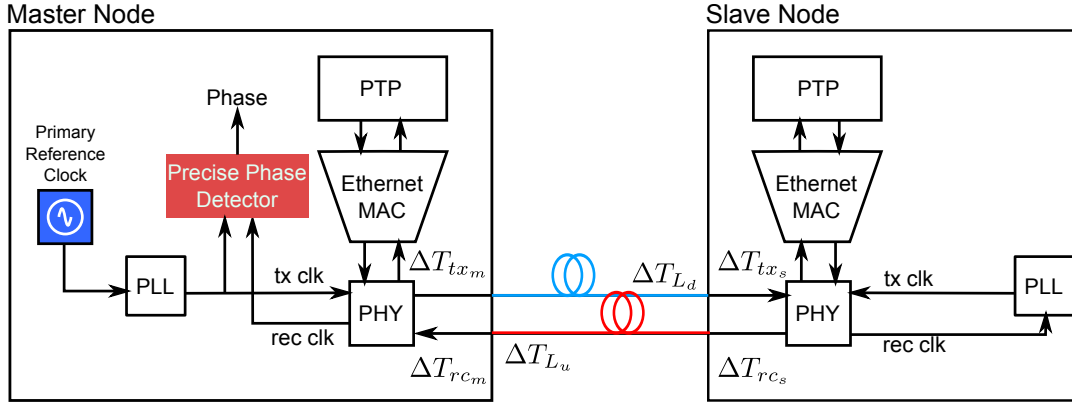 Master Node
Slave Node
PTP
PTP
Phase
Primary
Reference
Clock
Precise Phase
Detector
Ethernet
MAC
Ethernet
MAC
ΔT_{tx_m}
ΔT_{L_d}
ΔT_{tx_s}
PLL
tx clk
PHY
rec clk
PHY
tx clk
rec clk
PLL
ΔT_{rc_m}
ΔT_{L_u}
ΔT_{rc_s}